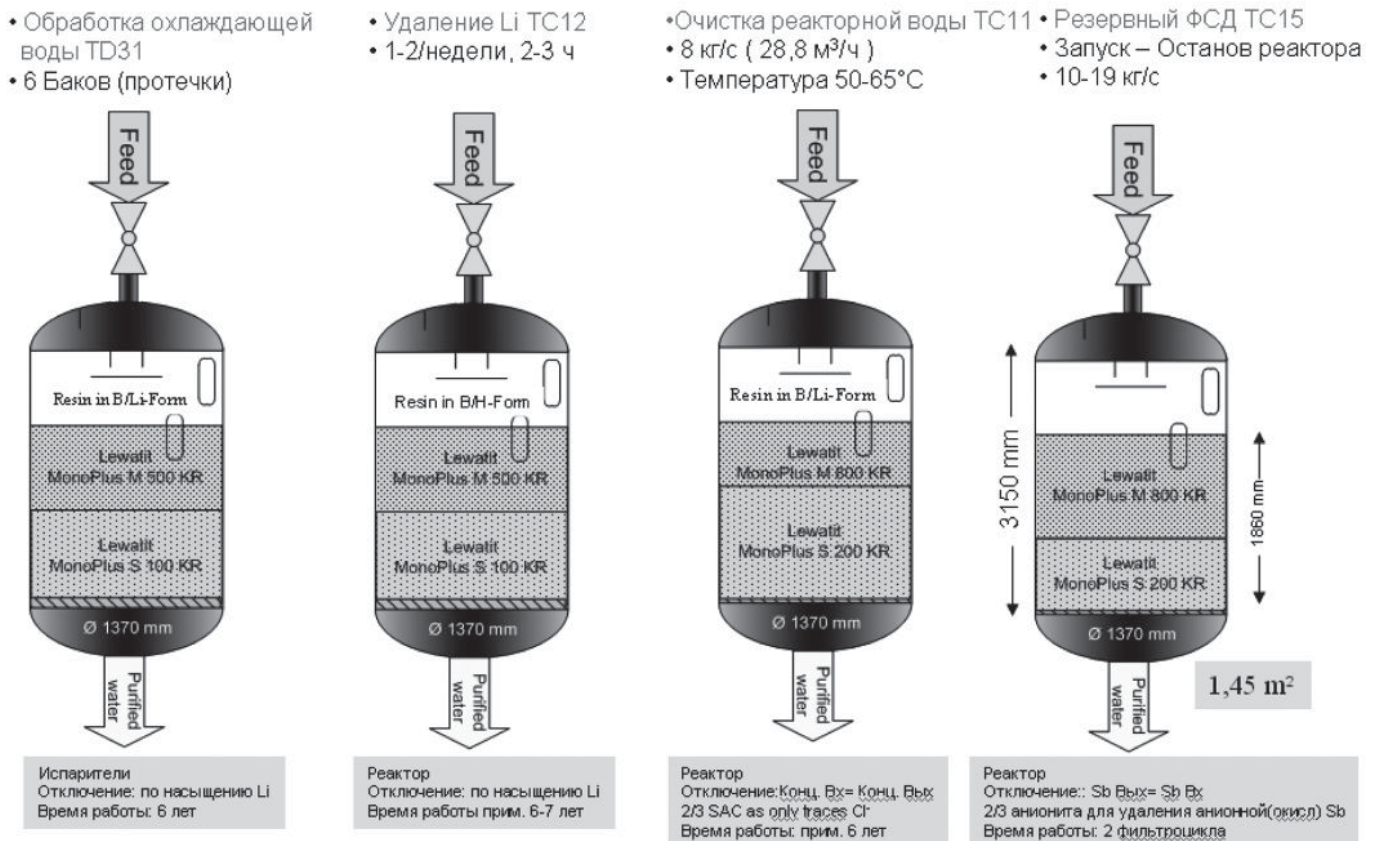 • Обработка охлаждающей
воды TD31
• 6 Баков (протечки)
Feed
Resin in B/Li-Form
Lewatit
MonoPlus M 500 KR
Lewatit
MonoPlus S 100 KR
Ø 1370 mm
Purified
water
Испарители
Отключение: по насыщению Li
Время работы: 6 лет
• Удаление Li TC12
• 1-2/недели, 2-3 ч
Feed
Resin in B/H-Form
Lewatit
MonoPlus M 500 KR
Lewatit
MonoPlus S 100 KR
Ø 1370 mm
Purified
water
Реактор
Отключение: по насыщению Li
Время работы прим. 6-7 лет
•Очистка реакторной воды TC11
• 8 кг/с ( 28,8 м³/ч )
• Температура 50-65°C
Feed
Resin in B/Li-Form
Lewatit
MonoPlus M 800 KR
Lewatit
MonoPlus S 200 KR
Ø 1370 mm
Purified
water
Реактор
Отключение:Конц. Вх= Конц. Вых
2/3 SAC as only traces Cl⁻
Время работы: прим. 6 лет
• Резервный ФСД TC15
• Запуск – Останов реактора
• 10-19 кг/с
Feed
3150 mm
Lewatit
MonoPlus M 800 KR
Lewatit
MonoPlus S 200 KR
1860 mm
Ø 1370 mm
Purified
water
1,45 m²
Реактор
Отключение:: Sb Вых= Sb Вх
2/3 анионита для удаления анионной(окисл) Sb
Время работы: 2 фильтроцикла